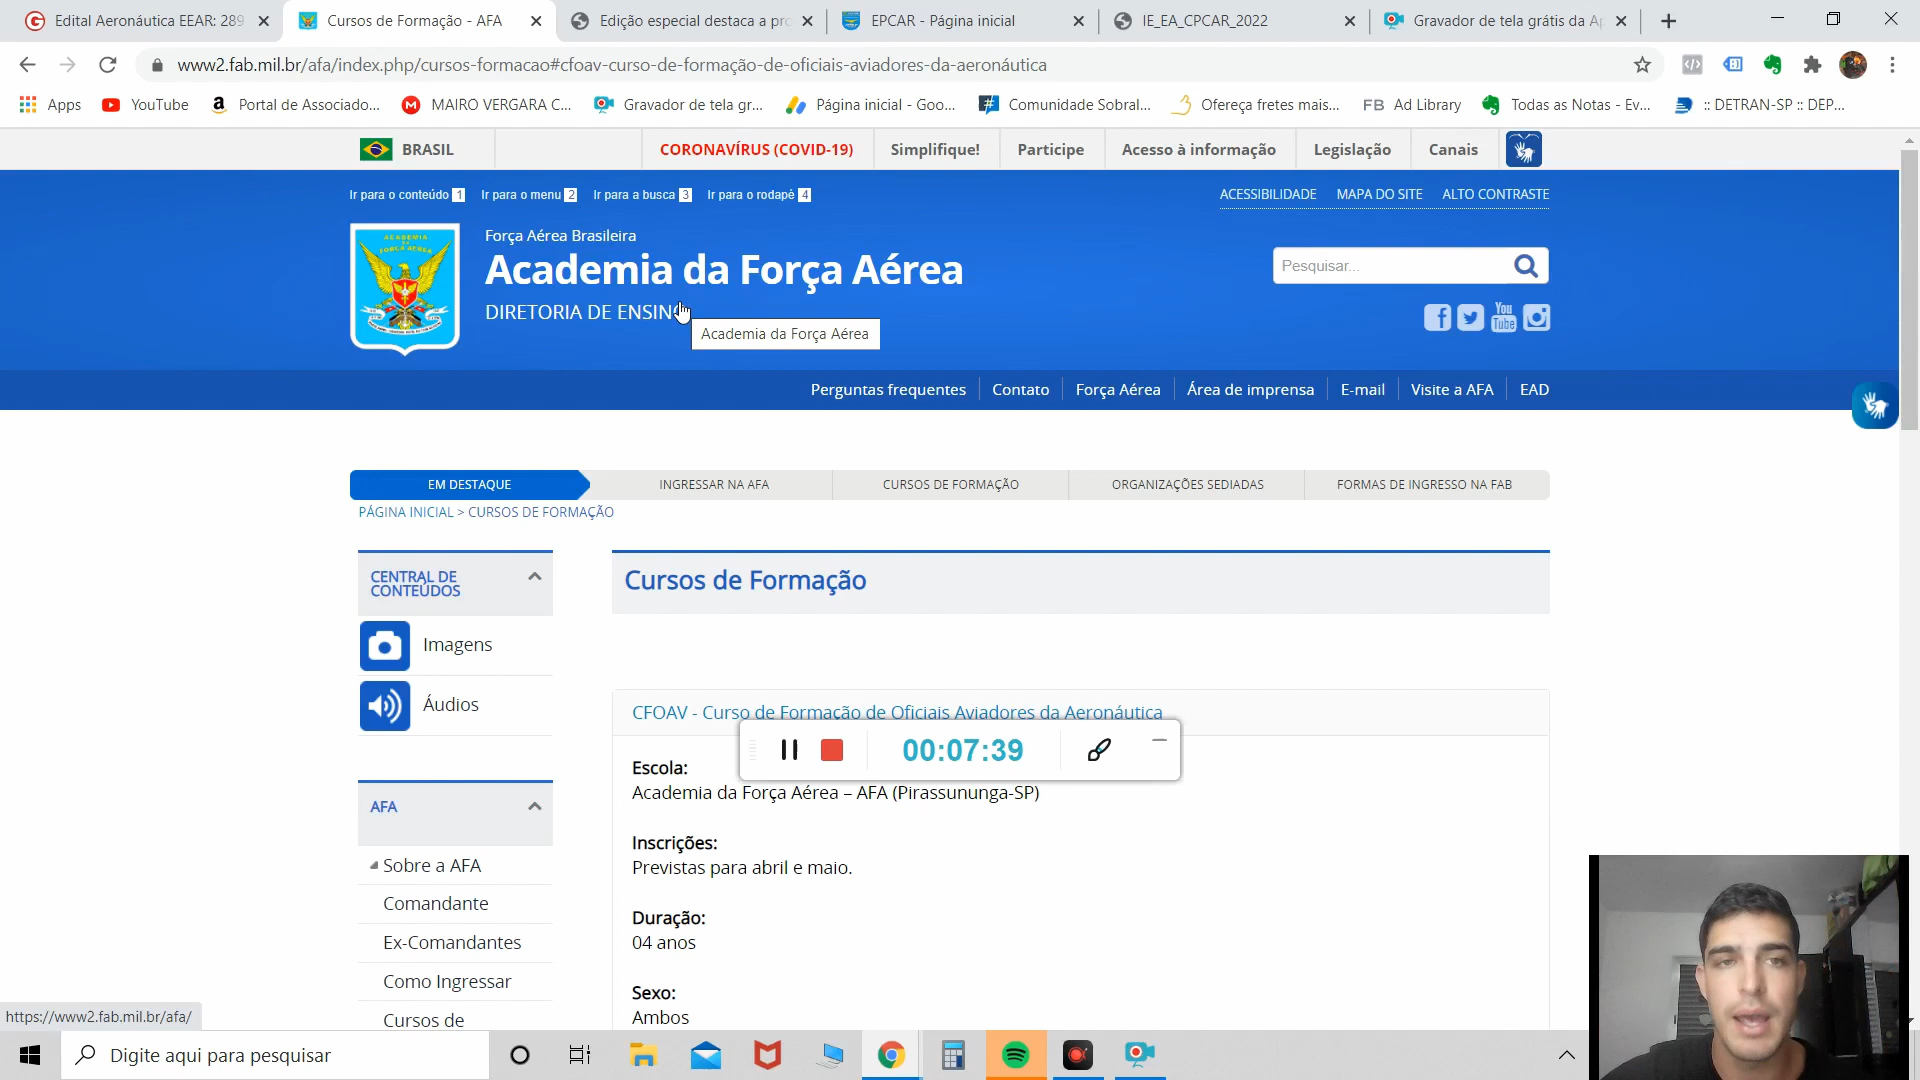 Edital Aeronáutica EEAR: 289
Cursos de Formação - AFA
Edição especial destaca a pro
EPCAR - Página inicial
IE_EA_CPCAR_2022
Gravador de tela grátis da Ap
www2.fab.mil.br/afa/index.php/cursos-formacao#cfoav-curso-de-formação-de-oficiais-aviadores-da-aeronáutica
Apps
YouTube
Portal de Associado...
MAIRO VERGARA C...
Gravador de tela gr...
Página inicial - Goo...
Comunidade Sobral...
Ofereça fretes mais...
FB Ad Library
Todas as Notas - Ev...
:: DETRAN-SP :: DEP...
BRASIL
CORONAVÍRUS (COVID-19)
Simplifique!
Participe
Acesso à informação
Legislação
Canais
Ir para o conteúdo 1
Ir para o menu 2
Ir para a busca 3
Ir para o rodapé 4
ACESSIBILIDADE
MAPA DO SITE
ALTO CONTRASTE
Força Aérea Brasileira
Academia da Força Aérea
DIRETORIA DE ENSINO
Academia da Força Aérea
Pesquisar...
You
Tube
Perguntas frequentes
Contato
Força Aérea
Área de imprensa
E-mail
Visite a AFA
EAD
EM DESTAQUE
INGRESSAR NA AFA
CURSOS DE FORMAÇÃO
ORGANIZAÇÕES SEDIADAS
FORMAS DE INGRESSO NA FAB
PÁGINA INICIAL > CURSOS DE FORMAÇÃO
CENTRAL DE
CONTEÚDOS
Imagens
Áudios
AFA
Sobre a AFA
Comandante
Ex-Comandantes
Como Ingressar
Cursos de
Cursos de Formação
CFOAV - Curso de Formação de Oficiais Aviadores da Aeronáutica
00:07:39
Escola:
Academia da Força Aérea – AFA (Pirassununga-SP)
Inscrições:
Previstas para abril e maio.
Duração:
04 anos
Sexo:
Ambos
https://www2.fab.mil.br/afa/
Digite aqui para pesquisar